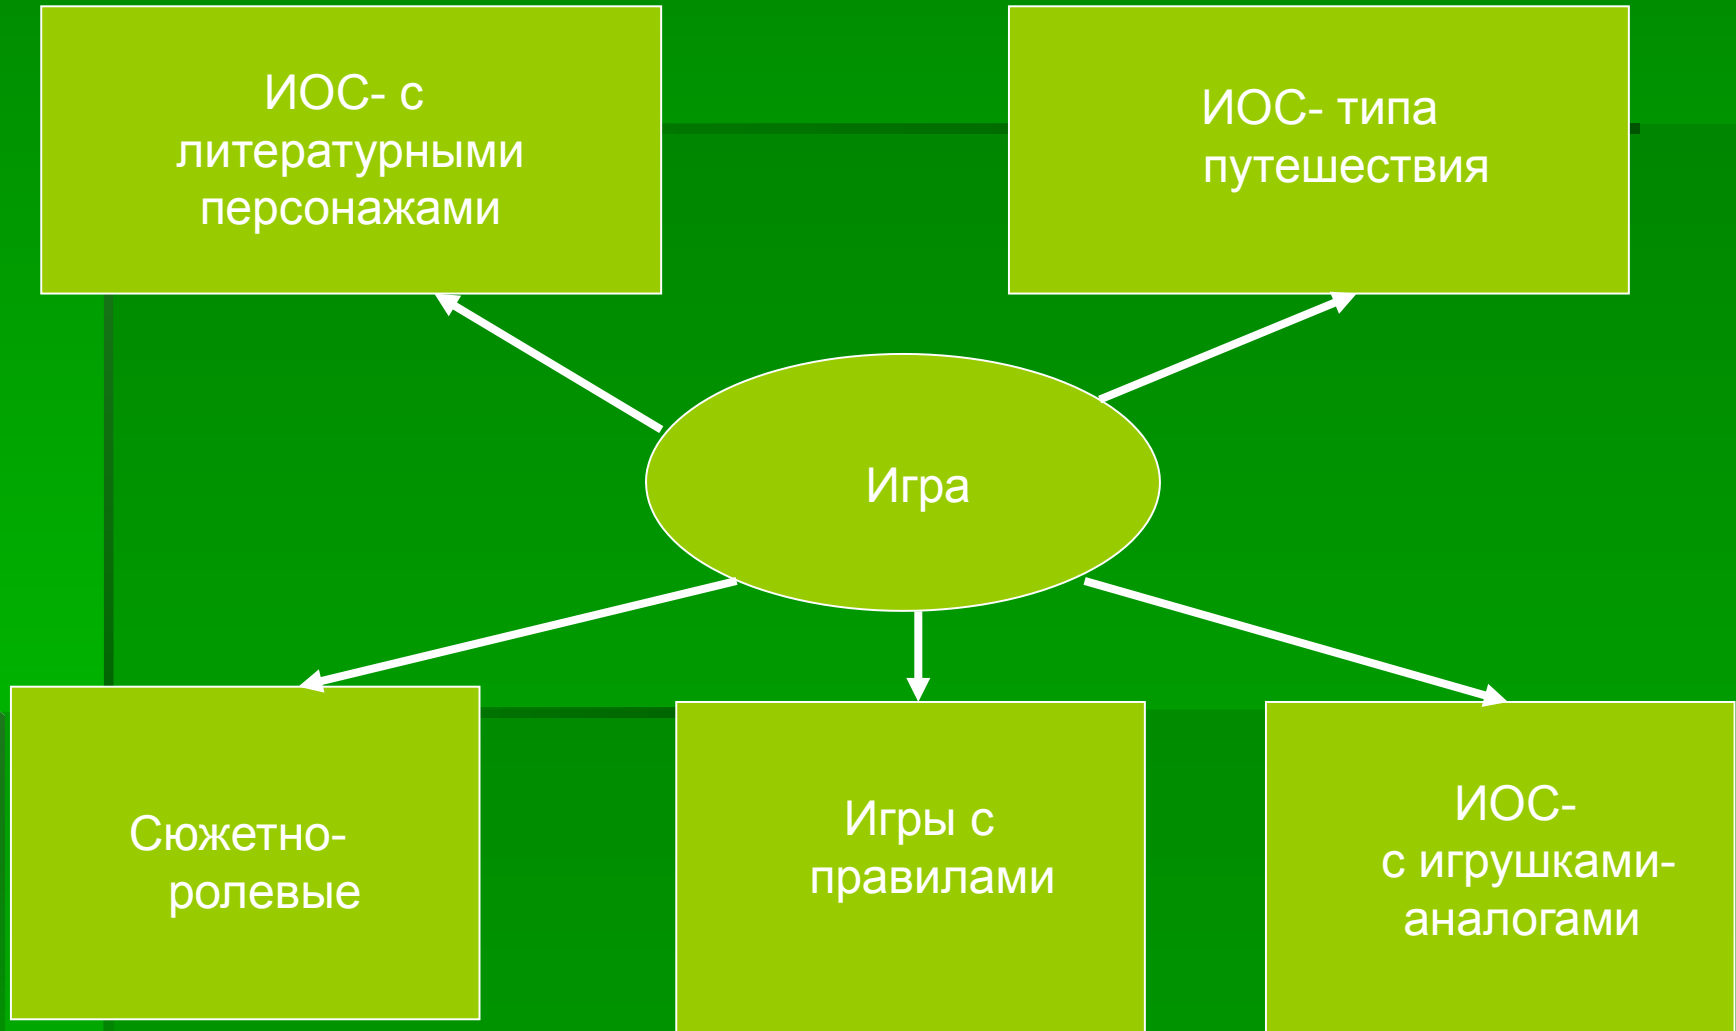 ИОС- с
литературными
персонажами
ИОС- типа
путешествия
Игра
Сюжетно-
ролевые
Игры с
правилами
ИОС-
с игрушками-
аналогами